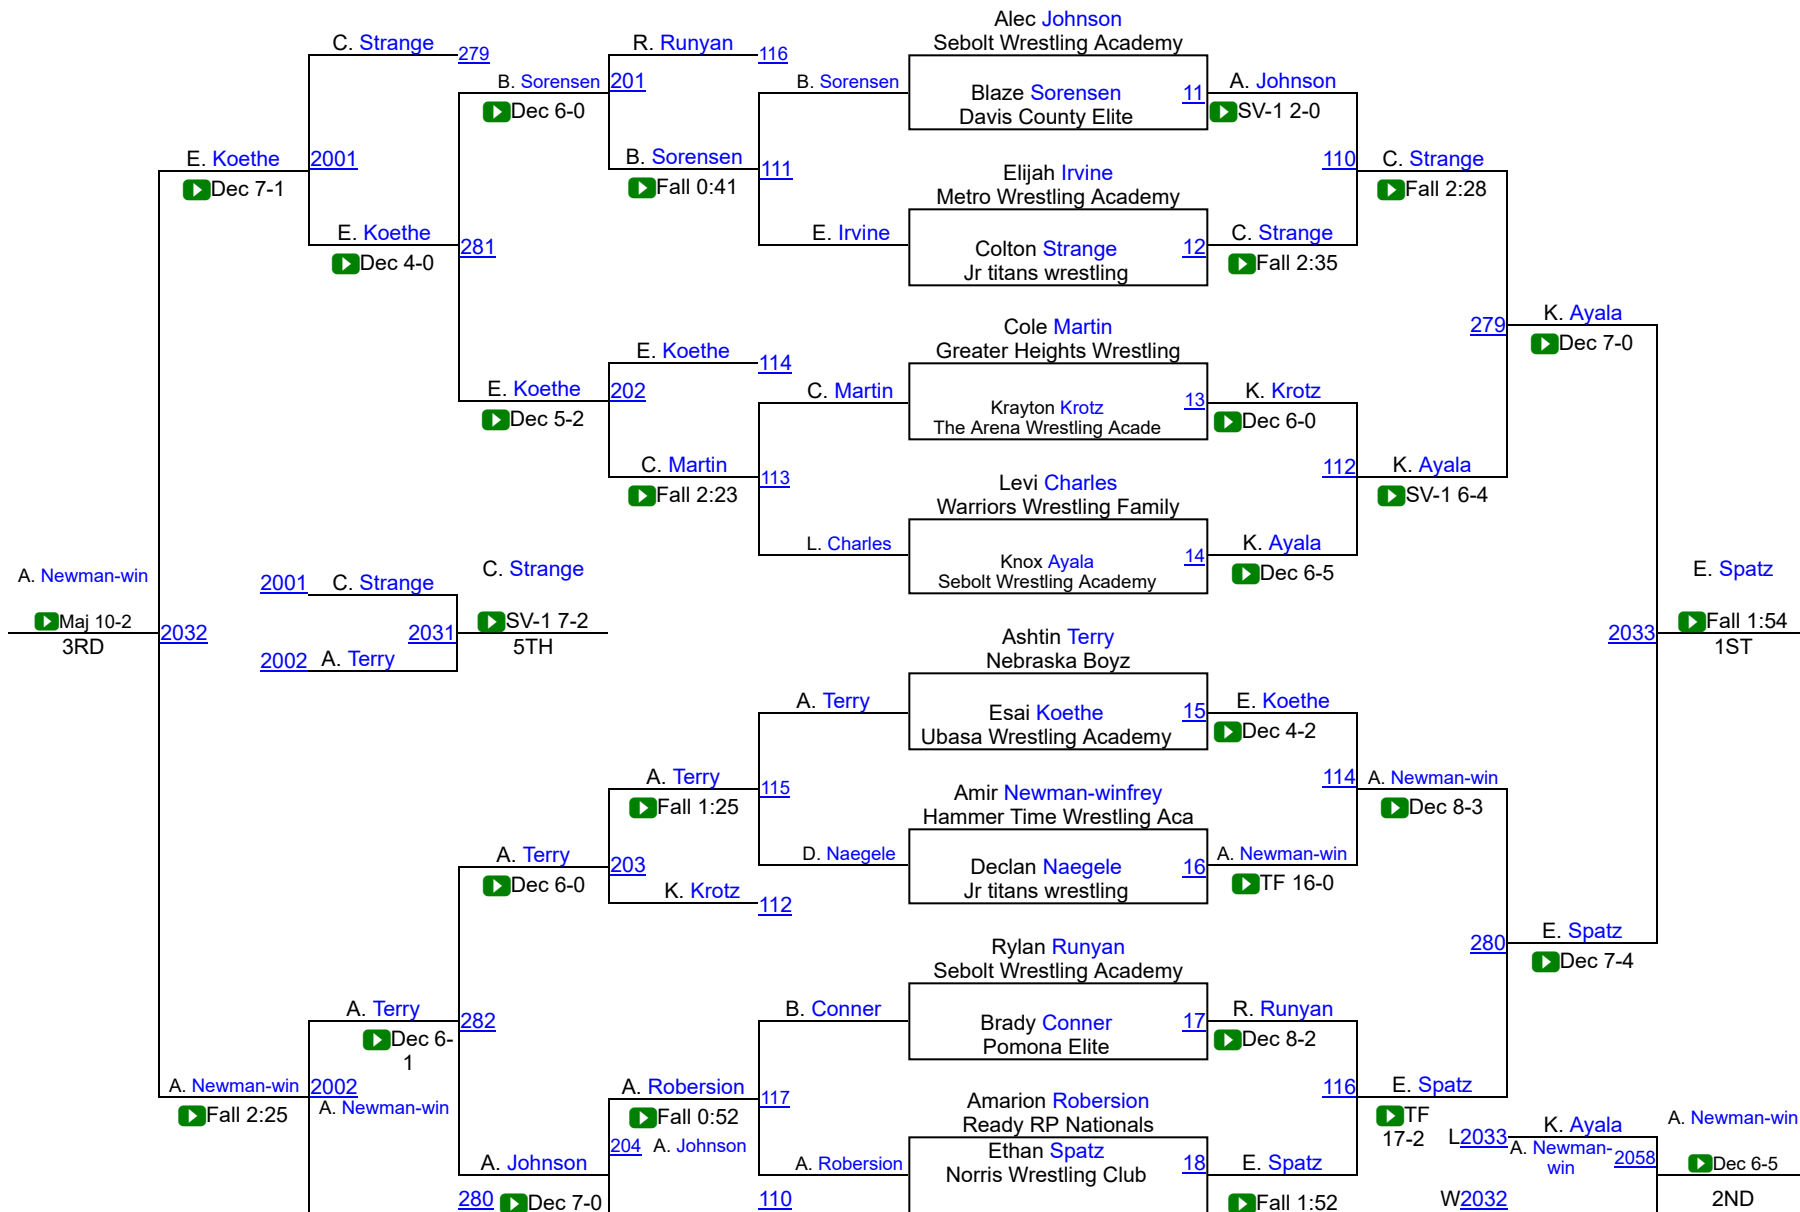 Alec Johnson
C. Strange
279
R. Runyan
116
Sebolt Wrestling Academy
B. Sorensen
201
B. Sorensen
Blaze Sorensen
11
A. Johnson
Dec 6-0
Davis County Elite
SV-1 2-0
E. Koethe
2001
B. Sorensen
111
110
C. Strange
Dec 7-1
Fall 0:41
Elijah Irvine
Fall 2:28
Metro Wrestling Academy
E. Koethe
281
E. Irvine
Colton Strange
12
C. Strange
Dec 4-0
Jr titans wrestling
Fall 2:35
279
K. Ayala
Cole Martin
Dec 7-0
E. Koethe
114
Greater Heights Wrestling
E. Koethe
202
C. Martin
Krayton Krotz
13
K. Krotz
Dec 5-2
The Arena Wrestling Acade
Dec 6-0
C. Martin
113
112
K. Ayala
Fall 2:23
Levi Charles
SV-1 6-4
Warriors Wrestling Family
L. Charles
Knox Ayala
14
K. Ayala
Sebolt Wrestling Academy
Dec 6-5
A. Newman-win
2001
C. Strange
C. Strange
E. Spatz
Maj 10-2
2032
2031
SV-1 7-2
2033
Fall 1:54
3RD
5TH
1ST
2002
A. Terry
Ashtin Terry
Nebraska Boyz
A. Terry
Esai Koethe
15
E. Koethe
Ubasa Wrestling Academy
Dec 4-2
A. Terry
115
114
A. Newman-win
Fall 1:25
Amir Newman-winfrey
Dec 8-3
Hammer Time Wrestling Aca
A. Terry
203
D. Naegele
Declan Naegele
16
A. Newman-win
Dec 6-0
K. Krotz
112
Jr titans wrestling
TF 16-0
280
E. Spatz
Rylan Runyan
Dec 7-4
Sebolt Wrestling Academy
A. Terry
282
B. Conner
Brady Conner
17
R. Runyan
Dec 6-
1
Pomona Elite
Dec 8-2
A. Newman-win
2002
A. Robersion
117
116
E. Spatz
Fall 2:25
A. Newman-win
Fall 0:52
Amarion Robersion
TF
17-2
Ready RP Nationals
L2033
K. Ayala
A. Newman-win
204
A. Johnson
Ethan Spatz
A. Newman-
win
2058
A. Johnson
A. Robersion
Norris Wrestling Club
18
E. Spatz
Dec 6-5
280
Dec 7-0
110
Fall 1:52
W2032
2ND